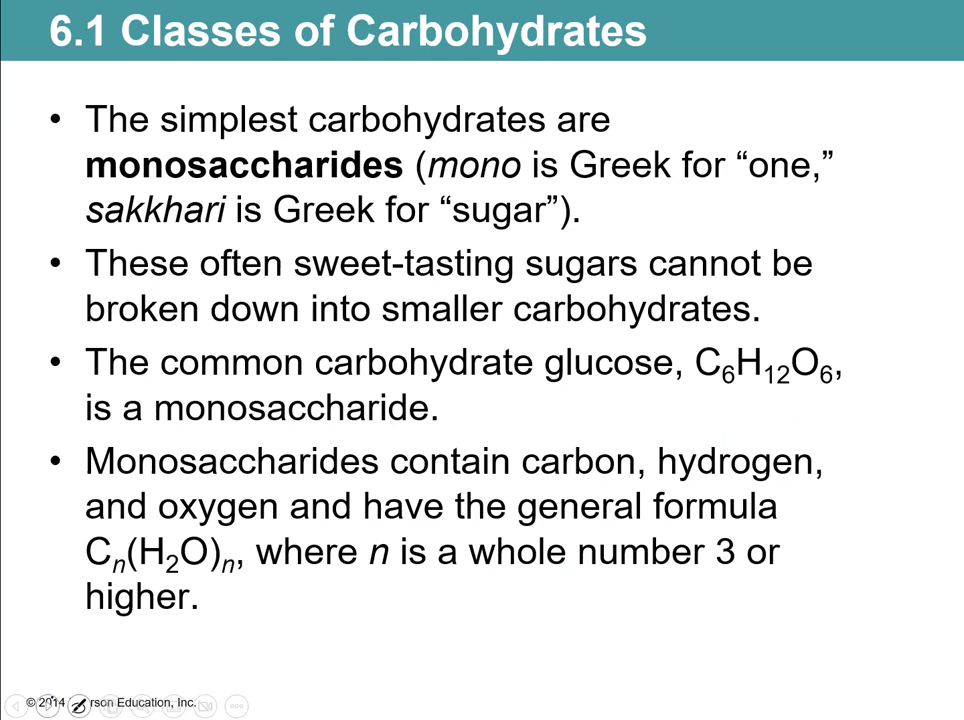 6.1 Classes of Carbohydrates
• The simplest carbohydrates are
monosaccharides (mono is Greek for “one,”
sakkhari is Greek for “sugar”).
• These often sweet-tasting sugars cannot be
broken down into smaller carbohydrates.
• The common carbohydrate glucose, C₆H₁₂O₆,
is a monosaccharide.
• Monosaccharides contain carbon, hydrogen,
and oxygen and have the general formula
Cₙ(H₂O)ₙ, where n is a whole number 3 or
higher.
© 2014 rson Education, Inc.